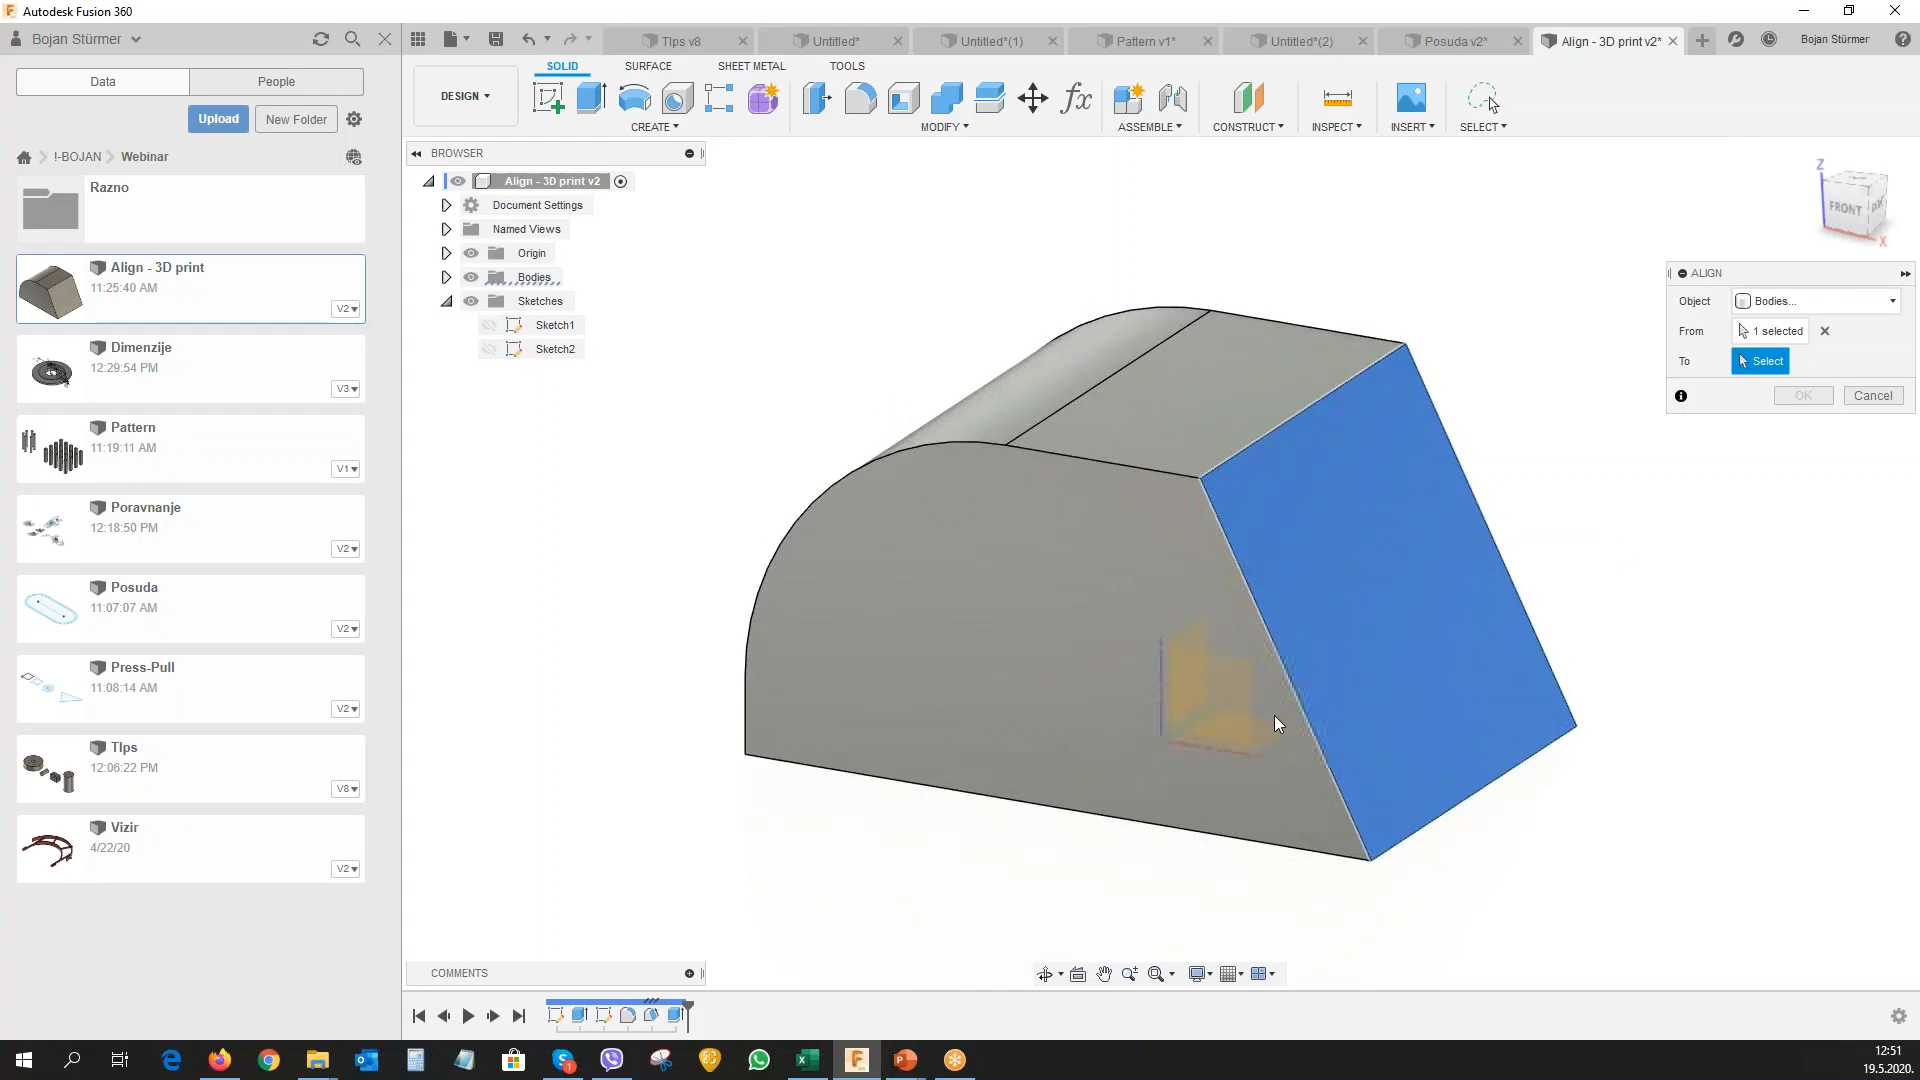 Autodesk Fusion 360
Bojan Stürmer
Data
People
Upload
New Folder
!-BOJAN
Webinar
Razno
Align - 3D print
11:25:40 AM
V2
Dimenzije
12:29:54 PM
V3
Pattern
11:19:11 AM
V1
Poravnanje
12:18:50 PM
V2
Posuda
11:07:07 AM
V2
Press-Pull
11:08:14 AM
V2
TIps
12:06:22 PM
V8
Vizir
4/22/20
V2
TIps v8
Untitled*
Untitled*(1)
Pattern v1*
Untitled*(2)
Posuda v2*
Align - 3D print v2*
Bojan Stürmer
SOLID
SURFACE
SHEET METAL
TOOLS
DESIGN
fx
CREATE
MODIFY
ASSEMBLE
CONSTRUCT
INSPECT
INSERT
SELECT
BROWSER
Align - 3D print v2
Document Settings
Named Views
Origin
Bodies
Sketches
Sketch1
Sketch2
Z
FRONT
X
ALIGN
Object
Bodies...
From
1 selected
To
Select
OK
Cancel
COMMENTS
12:51
19.5.2020.